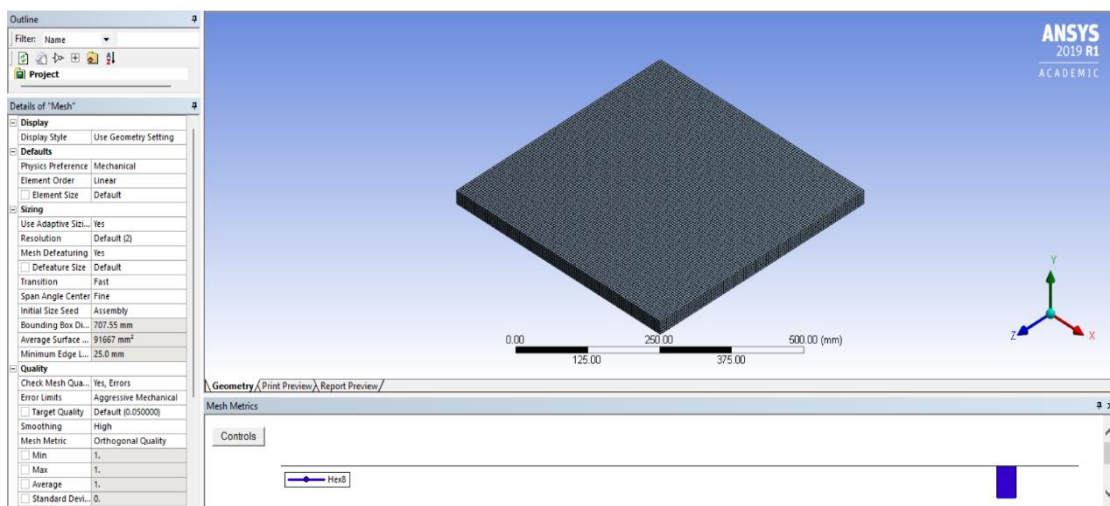 Outline
Filter: Name
Project
Details of "Mesh"
Display
Display Style Use Geometry Setting
Defaults
Physics Preference Mechanical
Element Order Linear
Element Size Default
Sizing
Use Adaptive Sizi... Yes
Resolution Default (2)
Mesh Defeaturing Yes
Defeature Size Default
Transition Fast
Span Angle Center Fine
Initial Size Seed Assembly
Bounding Box Di... 707.55 mm
Average Surface ... 91667 mm²
Minimum Edge L... 25.0 mm
Quality
Check Mesh Qua... Yes, Errors
Error Limits Aggressive Mechanical
Target Quality Default (0.050000)
Smoothing High
Mesh Metric Orthogonal Quality
Min 1.
Max 1.
Average 1.
Standard Devi... 0.
ANSYS
2019 R1
ACADEMIC
Y
Z
X
0.00 250.00 500.00 (mm)
125.00 375.00
Geometry Print Preview Report Preview
Mesh Metrics
Controls
Hex8